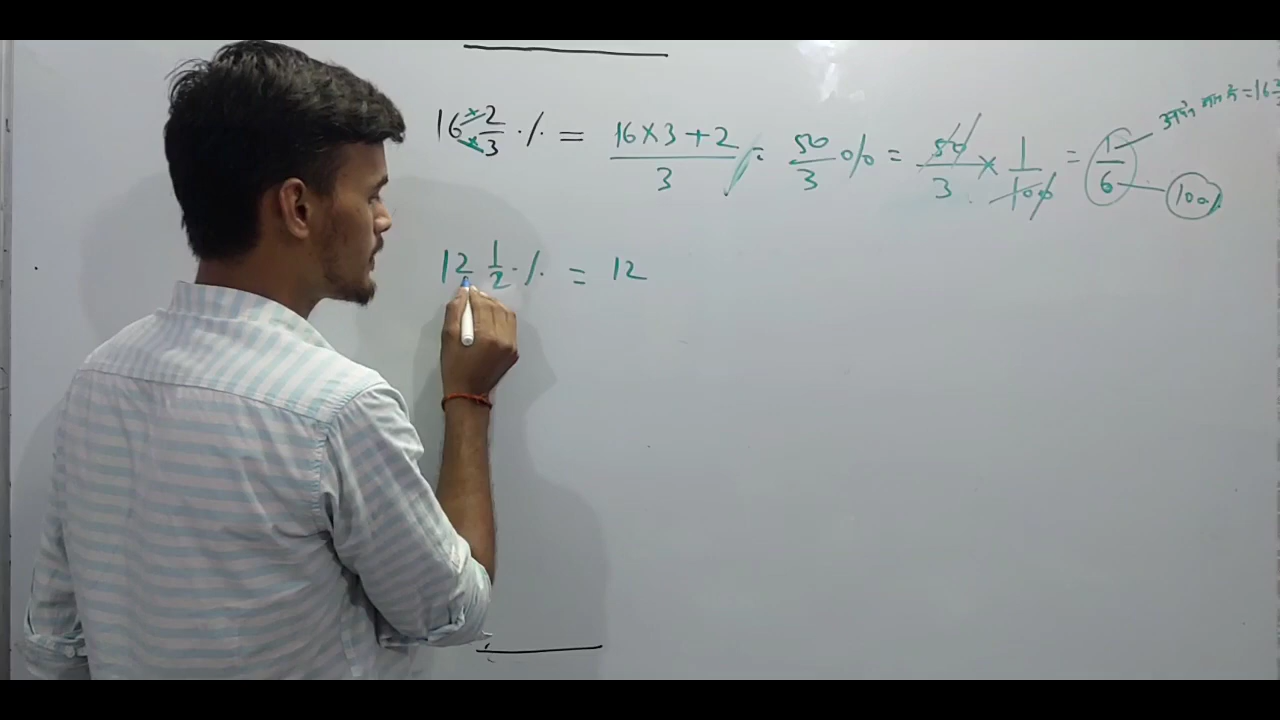 16 2/3 % = 16×3+2/3 = 50/3 % = 50/3 × 1/100 = 1/6 = 16
100
12 1/2 % = 12